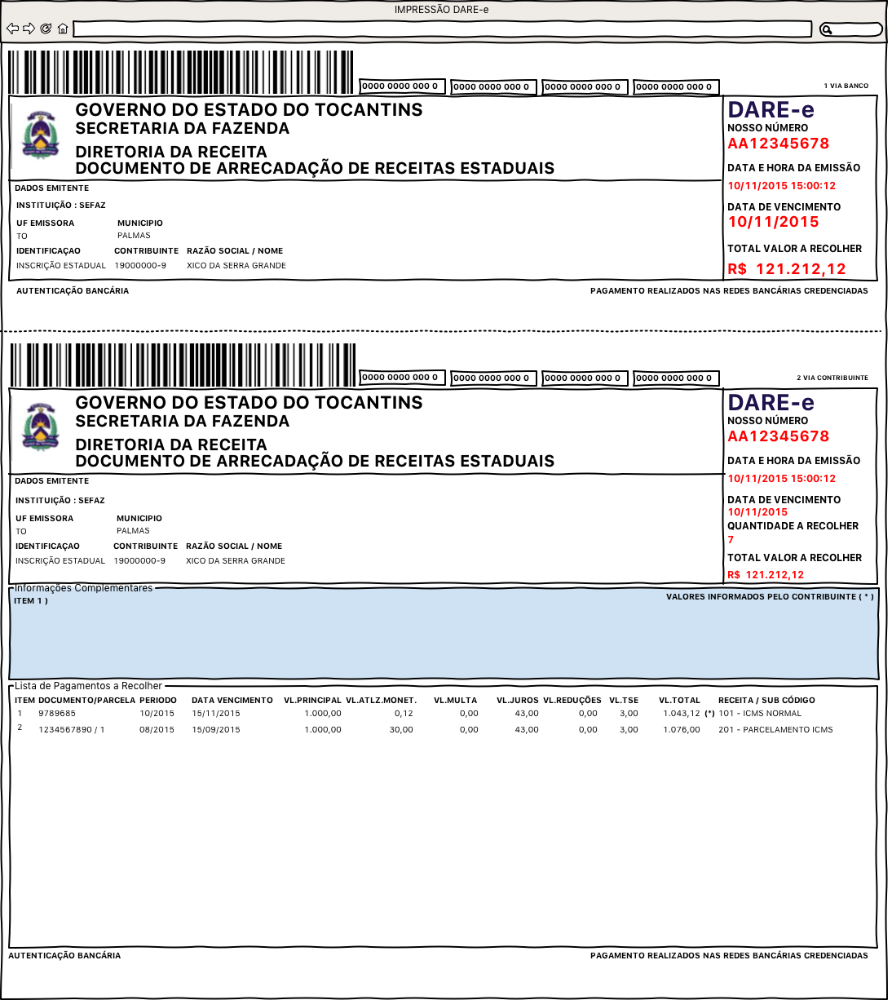 IMPRESSÃO DARE-e
0000 0000 000 0 0000 0000 000 0 0000 0000 000 0 0000 0000 000 0 1 VIA BANCO
GOVERNO DO ESTADO DO TOCANTINS
SECRETARIA DA FAZENDA
DIRETORIA DA RECEITA
DOCUMENTO DE ARRECADAÇÃO DE RECEITAS ESTADUAIS
DADOS EMITENTE
INSTITUIÇÃO : SEFAZ
UF EMISSORA MUNICIPIO
TO PALMAS
IDENTIFICAÇAO CONTRIBUINTE RAZÃO SOCIAL / NOME
INSCRIÇÃO ESTADUAL 19000000-9 XICO DA SERRA GRANDE
DARE-e
NOSSO NÚMERO
AA12345678
DATA E HORA DA EMISSÃO
10/11/2015 15:00:12
DATA DE VENCIMENTO
10/11/2015
TOTAL VALOR A RECOLHER
R$ 121.212,12
AUTENTICAÇÃO BANCÁRIA PAGAMENTO REALIZADOS NAS REDES BANCÁRIAS CREDENCIADAS
0000 0000 000 0 0000 0000 000 0 0000 0000 000 0 0000 0000 000 0 2 VIA CONTRIBUINTE
GOVERNO DO ESTADO DO TOCANTINS
SECRETARIA DA FAZENDA
DIRETORIA DA RECEITA
DOCUMENTO DE ARRECADAÇÃO DE RECEITAS ESTADUAIS
DADOS EMITENTE
INSTITUIÇÃO : SEFAZ
UF EMISSORA MUNICIPIO
TO PALMAS
IDENTIFICAÇAO CONTRIBUINTE RAZÃO SOCIAL / NOME
INSCRIÇÃO ESTADUAL 19000000-9 XICO DA SERRA GRANDE
DARE-e
NOSSO NÚMERO
AA12345678
DATA E HORA DA EMISSÃO
10/11/2015 15:00:12
DATA DE VENCIMENTO
10/11/2015
QUANTIDADE A RECOLHER
7
TOTAL VALOR A RECOLHER
R$ 121.212,12
Informações Complementares
ITEM 1 ) VALORES INFORMADOS PELO CONTRIBUINTE ( * )
Lista de Pagamentos a Recolher
ITEM DOCUMENTO/PARCELA PERIODO DATA VENCIMENTO VL.PRINCIPAL VL.ATLZ.MONET. VL.MULTA VL.JUROS VL.REDUÇÕES VL.TSE VL.TOTAL RECEITA / SUB CÓDIGO
1 9789685 10/2015 15/11/2015 1.000,00 0,12 0,00 43,00 0,00 3,00 1.043,12 (*) 101 - ICMS NORMAL
2 1234567890 / 1 08/2015 15/09/2015 1.000,00 30,00 0,00 43,00 0,00 3,00 1.076,00 201 - PARCELAMENTO ICMS
AUTENTICAÇÃO BANCÁRIA PAGAMENTO REALIZADOS NAS REDES BANCÁRIAS CREDENCIADAS